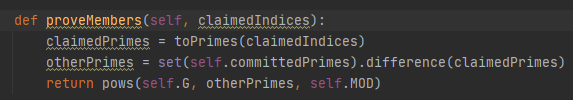 def proveMembers(self, claimedIndices):
    claimedPrimes = toPrimes(claimedIndices)
    otherPrimes = set(self.committedPrimes).difference(claimedPrimes)
    return pows(self.G, otherPrimes, self.MOD)